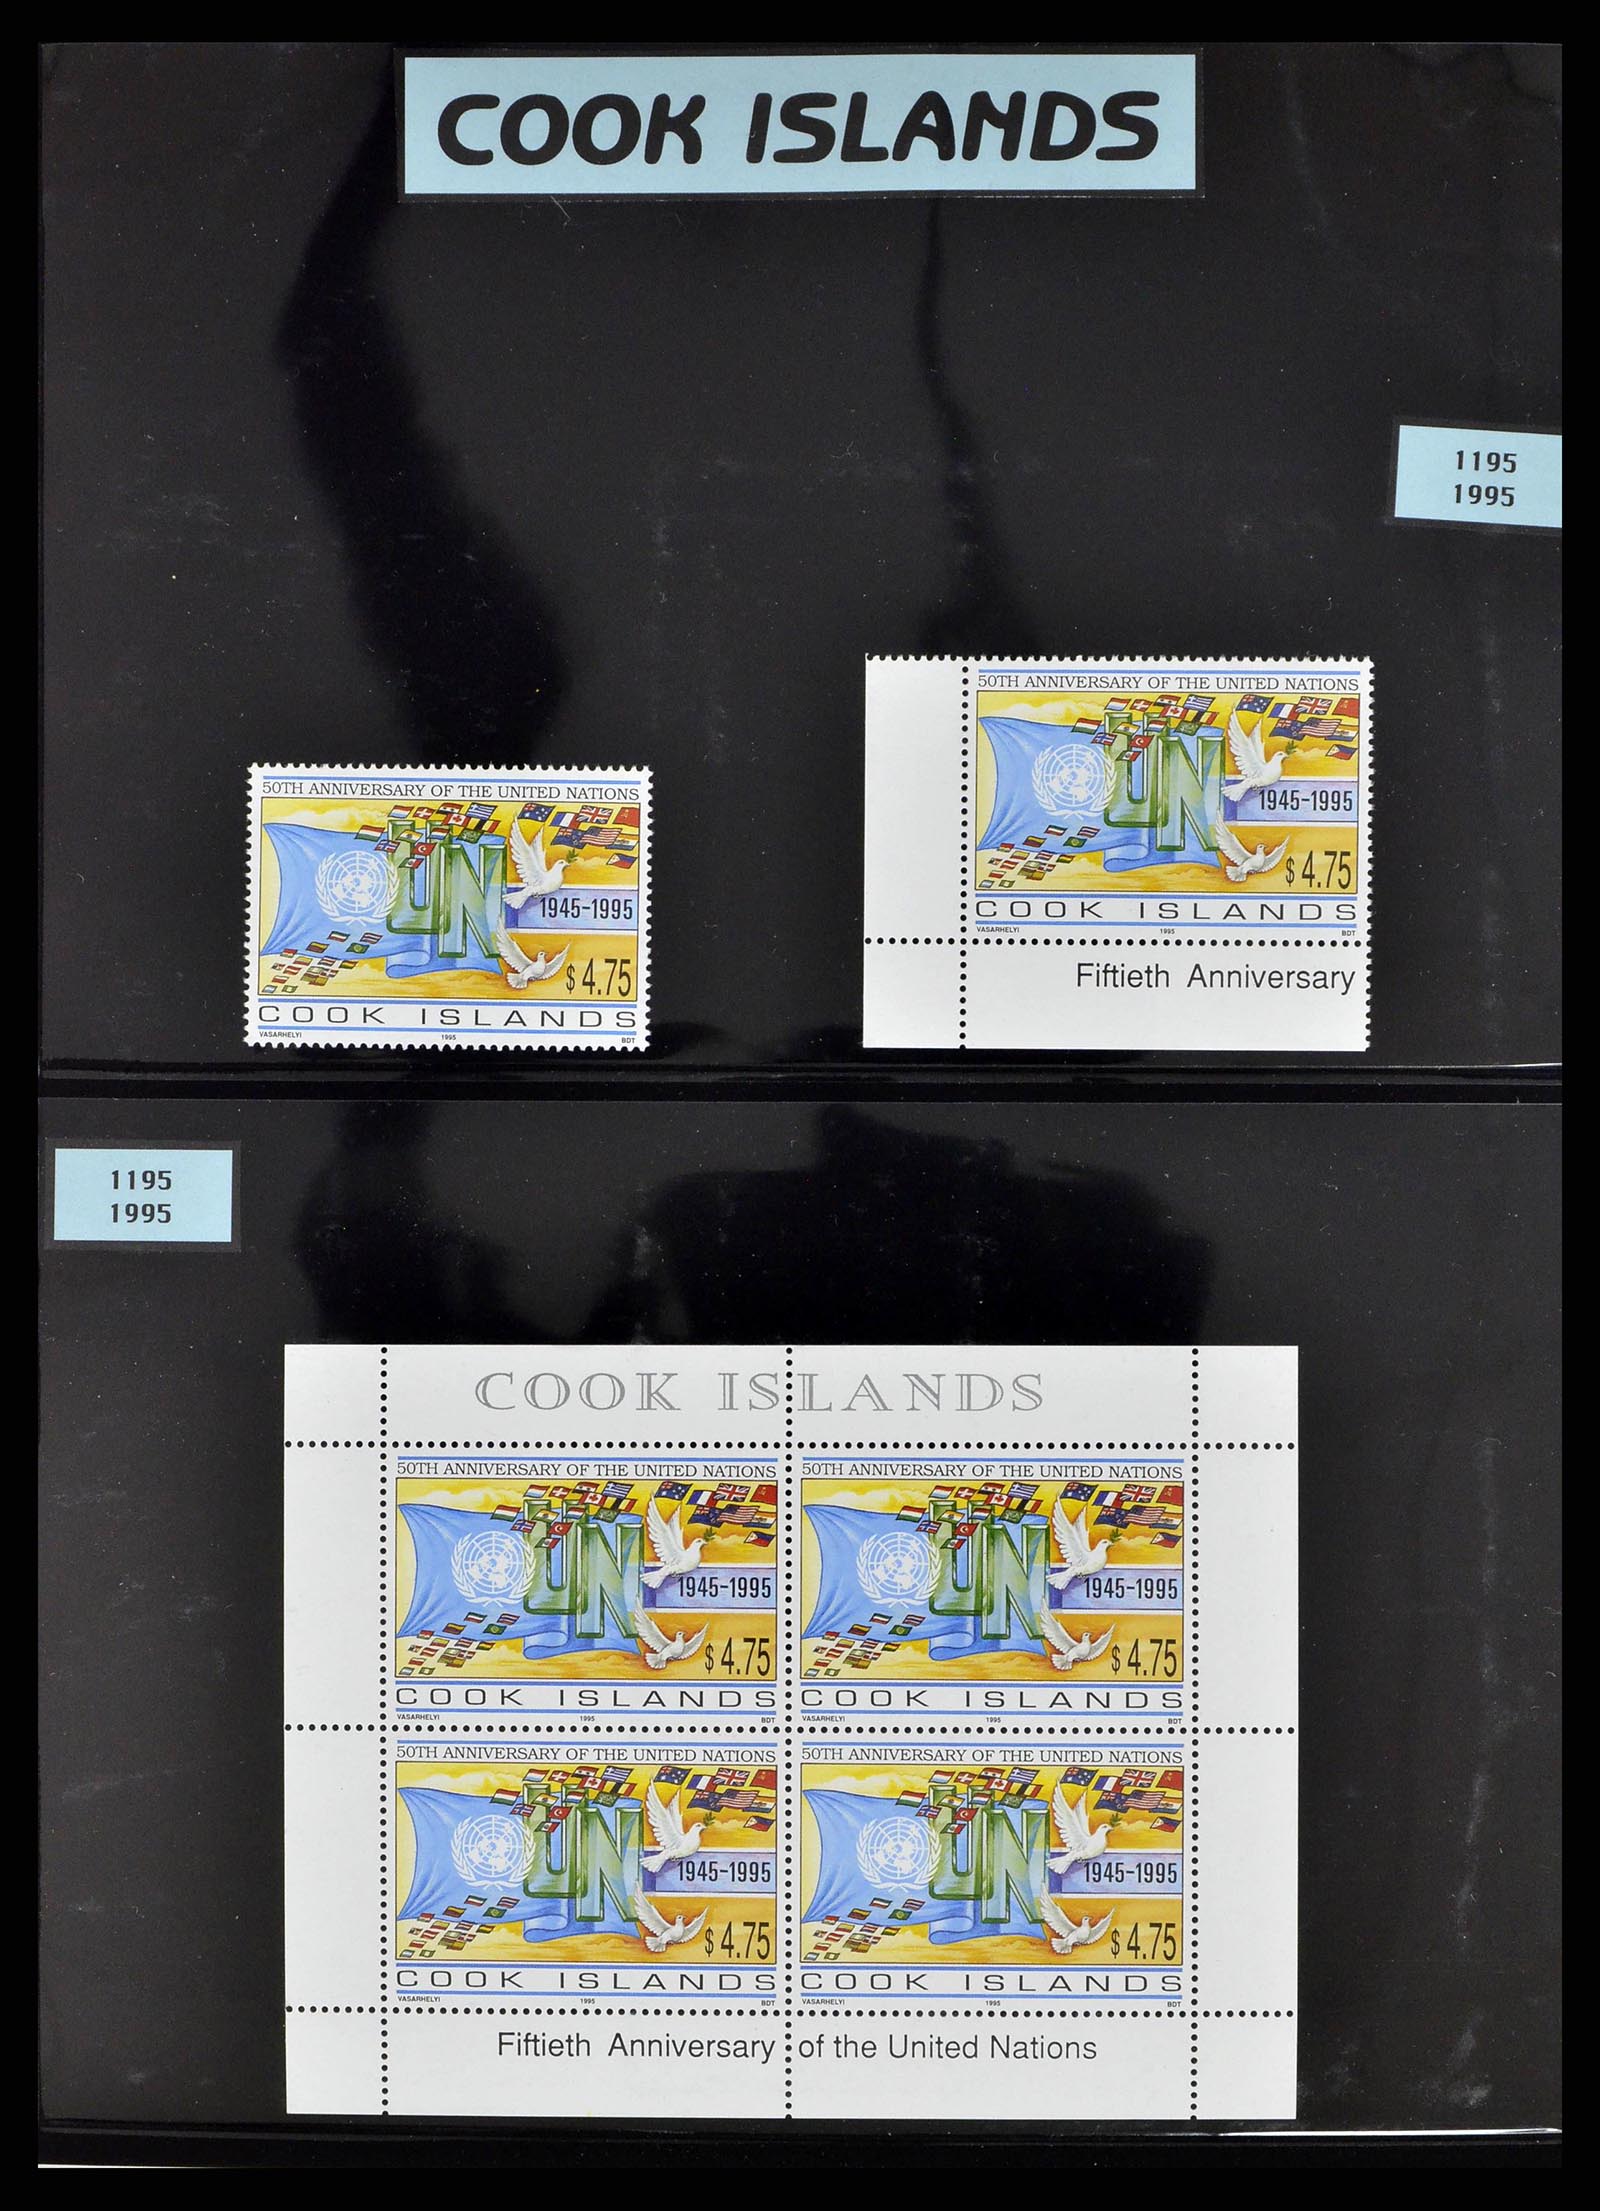 COOK ISLANDS
1195
1995
50TH ANNIVERSARY OF THE UNITED NATIONS
UN
1945-1995
$4.75
COOK ISLANDS
VASARHELYI 1995 BDT
50TH ANNIVERSARY OF THE UNITED NATIONS
UN
1945-1995
$4.75
COOK ISLANDS
VASARHELYI 1995 BDT
Fiftieth Anniversary
1195
1995
COOK ISLANDS
50TH ANNIVERSARY OF THE UNITED NATIONS
UN
1945-1995
$4.75
COOK ISLANDS
VASARHELYI 1995 BDT
50TH ANNIVERSARY OF THE UNITED NATIONS
UN
1945-1995
$4.75
COOK ISLANDS
VASARHELYI 1995 BDT
50TH ANNIVERSARY OF THE UNITED NATIONS
UN
1945-1995
$4.75
COOK ISLANDS
VASARHELYI 1995 BDT
50TH ANNIVERSARY OF THE UNITED NATIONS
UN
1945-1995
$4.75
COOK ISLANDS
VASARHELYI 1995 BDT
Fiftieth Anniversary of the United Nations